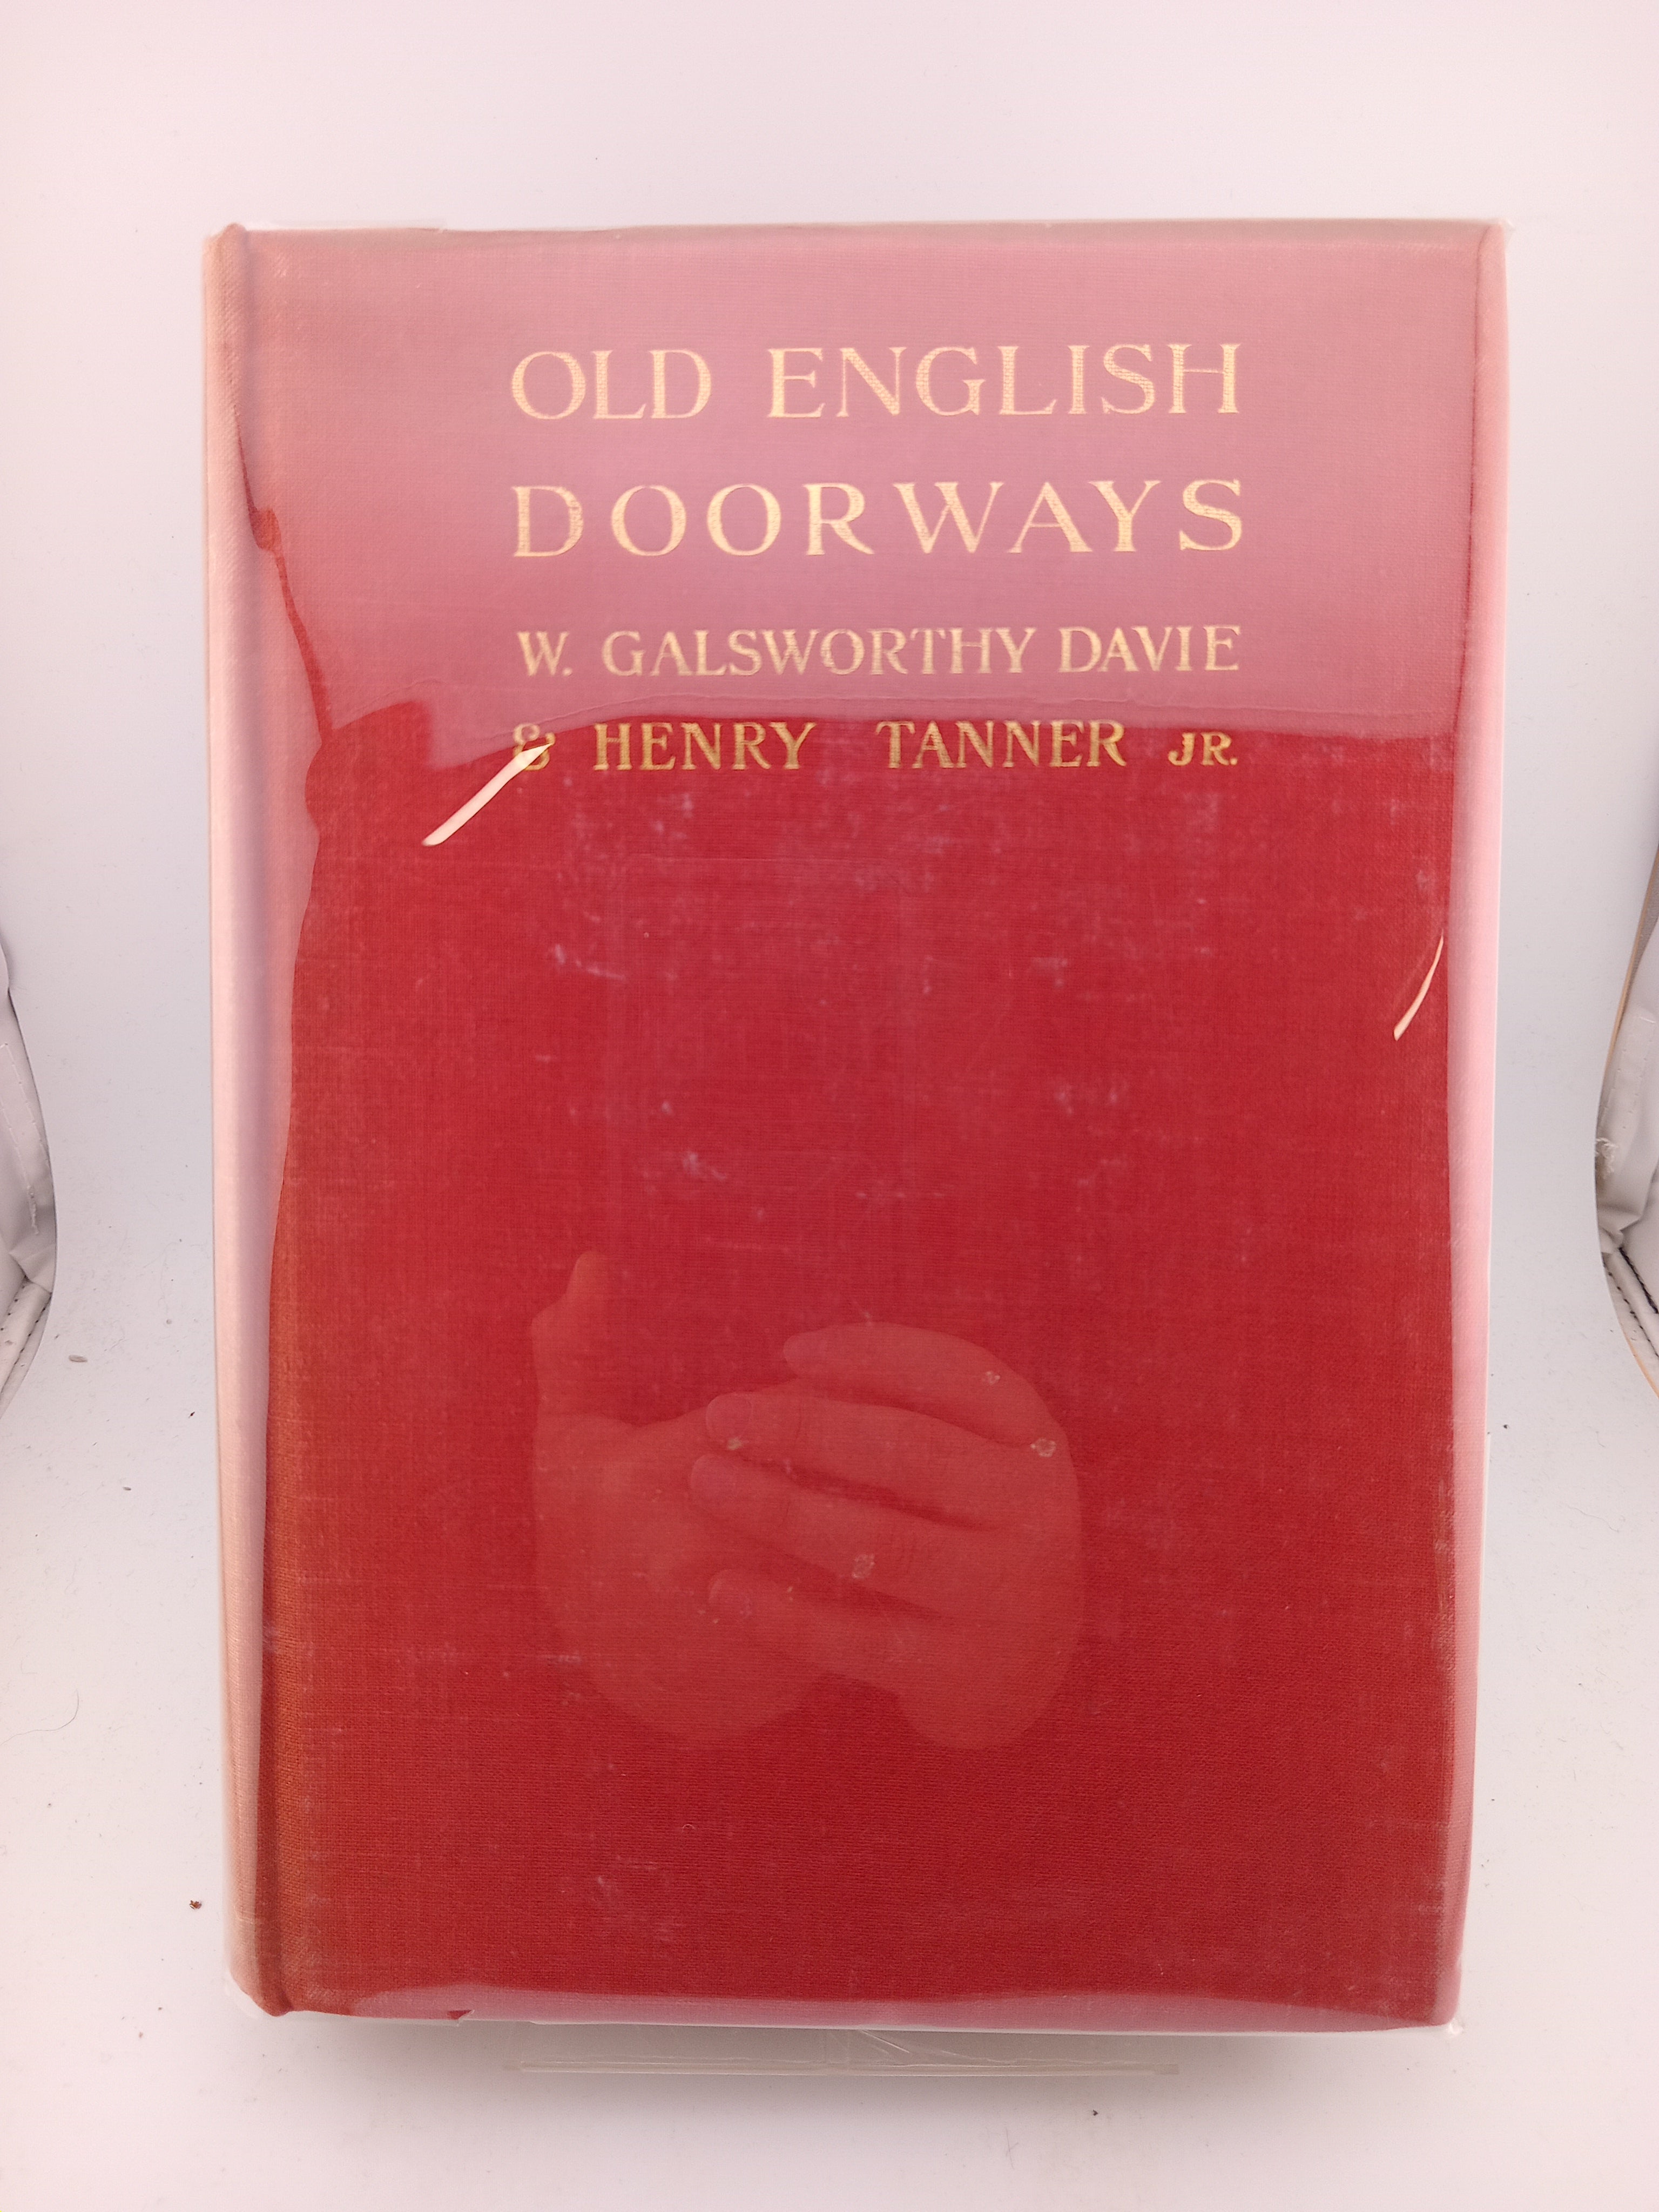 OLD ENGLISH
DOORWAYS
W. GALSWORTHY DAVIE
& HENRY TANNER JR.